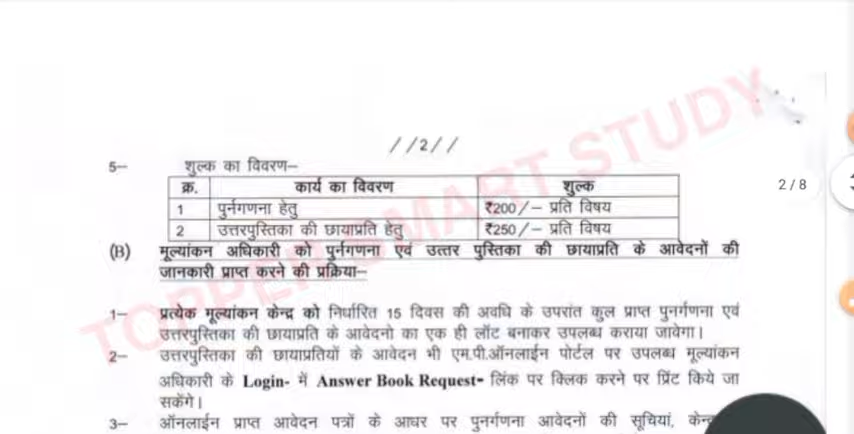 //2//
2/8
5– शुल्क का विवरण–
क्र. कार्य का विवरण शुल्क
1 पुर्नगणना हेतु ₹200/– प्रति विषय
2 उत्तरपुस्तिका की छायाप्रति हेतु ₹250/– प्रति विषय
(B) मूल्यांकन अधिकारी को पुर्नगणना एवं उत्तर पुस्तिका की छायाप्रति के आवेदनों की
जानकारी प्राप्त करने की प्रक्रिया–
1– प्रत्येक मूल्यांकन केन्द्र को निर्धारित 15 दिवस की अवधि के उपरांत कुल प्राप्त पुनर्गणना एवं
उत्तरपुस्तिका की छायाप्रति के आवेदनो का एक ही लॉट बनाकर उपलब्ध कराया जावेगा।
2– उत्तरपुस्तिका की छायाप्रतियों के आवेदन भी एम.पी.ऑनलाईन पोर्टल पर उपलब्ध मूल्यांकन
अधिकारी के Login- में Answer Book Request- लिंक पर क्लिक करने पर प्रिंट किये जा
सकेंगे।
3– ऑनलाईन प्राप्त आवेदन पत्रों के आधर पर पुनर्गणना आवेदनों की सूचियां,
TOPPER SMART STUDY